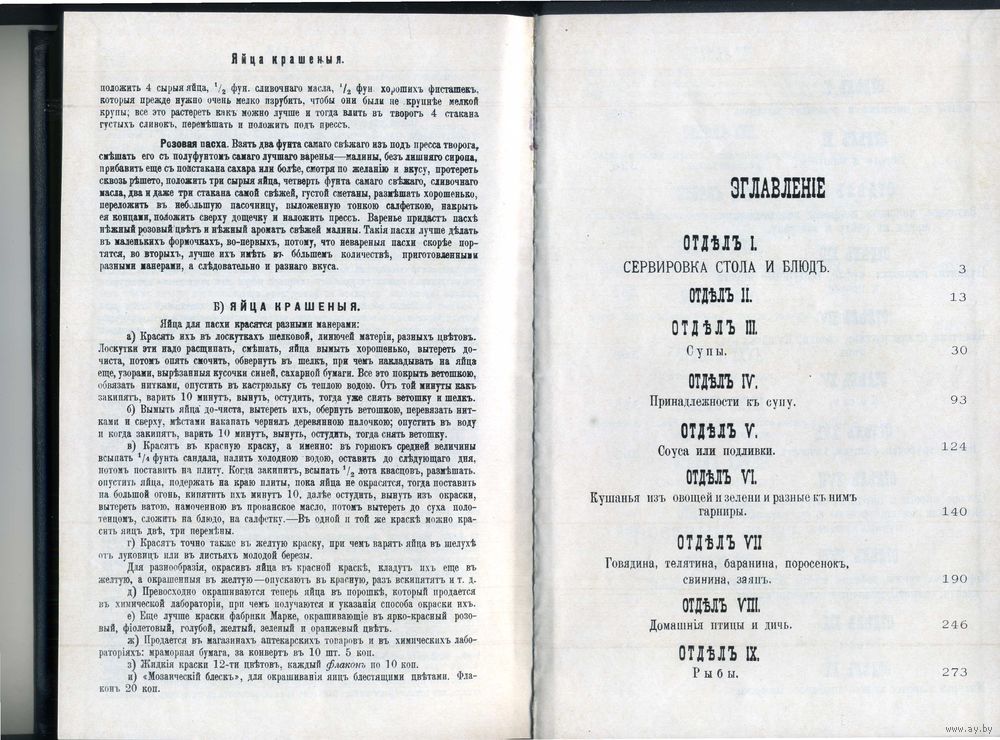 Яйца крашеныя.
положить 4 сырыя яйца, 1/2 фун. сливочнаго масла, 1/2 фун. хорошихъ фисташекъ,
которыя прежде нужно очень мелко изрубить, чтобы они были не крупнѣе мелкой
крупы; все это растереть какъ можно лучше и тогда влить въ творогъ 4 стакана
густыхъ сливокъ, перемѣшать и положить подъ прессъ.
Розовая пасха. Взять два фунта самаго свѣжаго изъ подъ пресса творога,
смѣшать его съ полуфунтомъ самаго лучшаго варенья—малины, безъ лишняго сиропа,
прибавить еще съ полстакана сахара или болѣе, смотря по желанію и вкусу, протереть
сквозь рѣшето, положить три сырыя яйца, четверть фунта самаго свѣжаго, сливочнаго
масла, два и даже три стакана самой свѣжей, густой сметаны, размѣшать хорошенько,
переложить въ небольшую пасочницу, выложенную тонкою салфеткою, накрыть
ея концами, положить сверху дощечку и наложить прессъ. Варенье придастъ пасхѣ
нѣжный розовый цвѣтъ и нѣжный ароматъ свѣжей малины. Такія пасхи лучше дѣлать
въ маленькихъ формочкахъ, во-первыхъ, потому, что невареныя пасхи скорѣе пор-
тятся, во вторыхъ, лучше ихъ имѣть въ бо́льшемъ количествѣ, приготовленными
разными манерами, а слѣдовательно и разнаго вкуса.
Б) ЯЙЦА КРАШЕНЫЯ.
Яйца для пасхи красятся разными манерами:
а) Красятъ ихъ въ лоскуткахъ шелковой, линючей матеріи, разныхъ цвѣтовъ.
Лоскутки эти надо расщипать, смѣшать, яйца вымыть хорошенько, вытереть до-
чиста, потомъ опять смочить, обвернуть въ шелкъ, при чемъ накладывать на яйца
еще, узорами, вырѣзанныя кусочки синей, сахарной бумаги. Все это покрыть ветошкою,
обвязать нитками, опустить въ кастрюльку съ теплою водою. Отъ той минуты какъ
закипятъ, варить 10 минутъ, вынуть, остудить, тогда уже снять ветошку и шелкъ.
б) Вымыть яйца до-чиста, вытереть ихъ, обернуть ветошкою, перевязать нит-
ками и сверху, мѣстами накапать чернилъ деревянною палочкою; опустить въ воду
и когда закипятъ, варить 10 минутъ, вынуть, остудить, тогда снять ветошку.
в) Красятъ въ красную краску, а именно: въ горшокъ средней величины
всыпать 1/4 фунта сандала, налить холодною водою, оставить до слѣдующаго дня,
потомъ поставить на плиту. Когда закипитъ, всыпать 1/2 лота квасцовъ, размѣшать.
опустить яйца, подержать на краю плиты, пока яйца не окрасятся, тогда поставить
на большой огонь, кипятить ихъ минутъ 10. далѣе остудить, вынуть изъ окраски,
вытереть ватою, намоченною въ прованское масло, потомъ вытереть до суха поло-
тенцомъ, сложить на блюдо, на салфетку.—Въ одной и той же краскѣ можно кра-
сить яицъ двѣ, три перемѣны.
г) Красятъ точно также въ желтую краску, при чемъ варятъ яйца въ шелухѣ
отъ луковицъ или въ листьяхъ молодой березы.
Для разнообразія, окрасивъ яйца въ красной краскѣ, кладутъ ихъ еще въ
желтую, а окрашенныя въ желтую—опускаютъ въ красную, разъ вскипятятъ и т. д.
д) Превосходно окрашиваются теперь яйца въ порошкѣ, который продается
въ химической лабораторіи, при чемъ получаются и указанія способа окраски ихъ.
е) Еще лучше краски фабрики Марке, окрашивающіе въ ярко-красный розо-
вый, фіолетовый, голубой, желтый, зеленый и оранжевый цвѣтъ.
ж) Продается въ магазинахъ аптекарскихъ товаровъ и въ химическихъ лабо-
раторіяхъ: мраморная бумага, за конвертъ въ 10 шт. 5 коп.
з) Жидкія краски 12-ти цвѣтовъ, каждый флаконъ по 10 коп.
и) «Мозаическій блескъ», для окрашиванія яицъ блестящими цвѣтами. Фла-
конъ 20 коп.
ЭГЛАВЛЕНІЕ
ОТДѢЛЪ I.
СЕРВИРОВКА СТОЛА И БЛЮДЪ. 3
ОТДѢЛЪ II. 13
ОТДѢЛЪ III.
Супы. 30
ОТДѢЛЪ IV.
Принадлежности къ супу. 93
ОТДѢЛЪ V.
Соуса или подливки. 124
ОТДѢЛЪ VI.
Кушанья изъ овощей и зелени и разные къ нимъ
гарниры. 140
ОТДѢЛЪ VII
Говядина, телятина, баранина, поросенокъ,
свинина, заяцъ. 190
ОТДѢЛЪ VIII.
Домашнія птицы и дичь. 246
ОТДѢЛЪ IX.
Рыбы. 273
www.ay.by